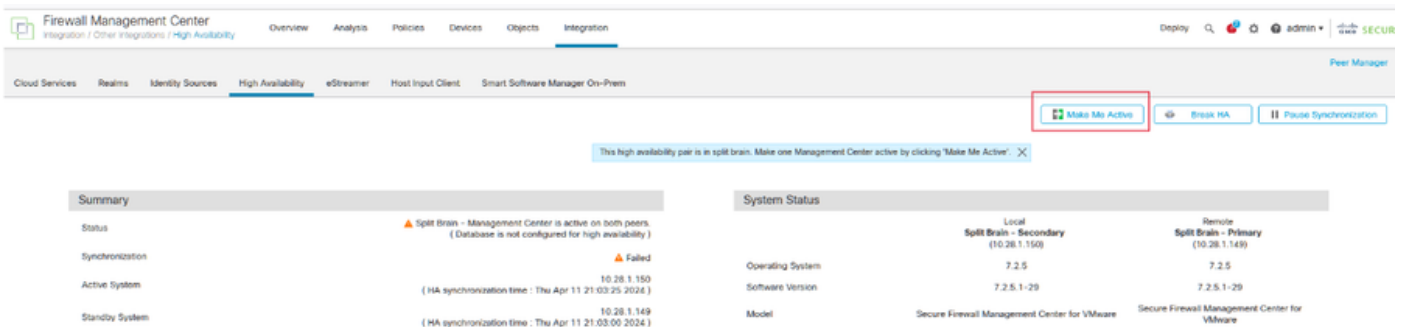 Firewall Management Center
Integration / Other Integrations / High Availability
Overview Analysis Policies Devices Objects Integration
Deploy admin SECUR
Peer Manager
Cloud Services Realms Identity Sources High Availability eStreamer Host Input Client Smart Software Manager On-Prem
Make Me Active Break HA Pause Synchronization
This high availability pair is in split brain. Make one Management Center active by clicking 'Make Me Active'.
Summary
Status
Split Brain - Management Center is active on both peers.
( Database is not configured for high availability )
Synchronization
Failed
Active System
10.28.1.150
( HA synchronization time : Thu Apr 11 21:03:25 2024 )
Standby System
10.28.1.149
( HA synchronization time : Thu Apr 11 21:03:00 2024 )
System Status
Local Remote
Split Brain - Secondary Split Brain - Primary
(10.28.1.150) (10.28.1.149)
Operating System 7.2.5 7.2.5
Software Version 7.2.5.1-29 7.2.5.1-29
Model Secure Firewall Management Center for VMware Secure Firewall Management Center for
VMware